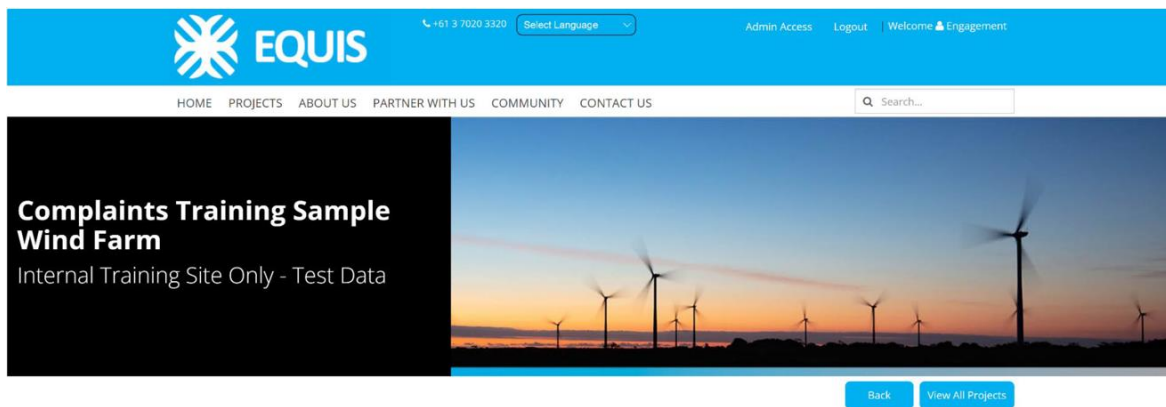 +61 3 7020 3320
Select Language
Admin Access
Logout
Welcome Engagement
EQUIS
HOME PROJECTS ABOUT US PARTNER WITH US COMMUNITY CONTACT US
Search...
Complaints Training Sample
Wind Farm
Internal Training Site Only - Test Data
Back
View All Projects